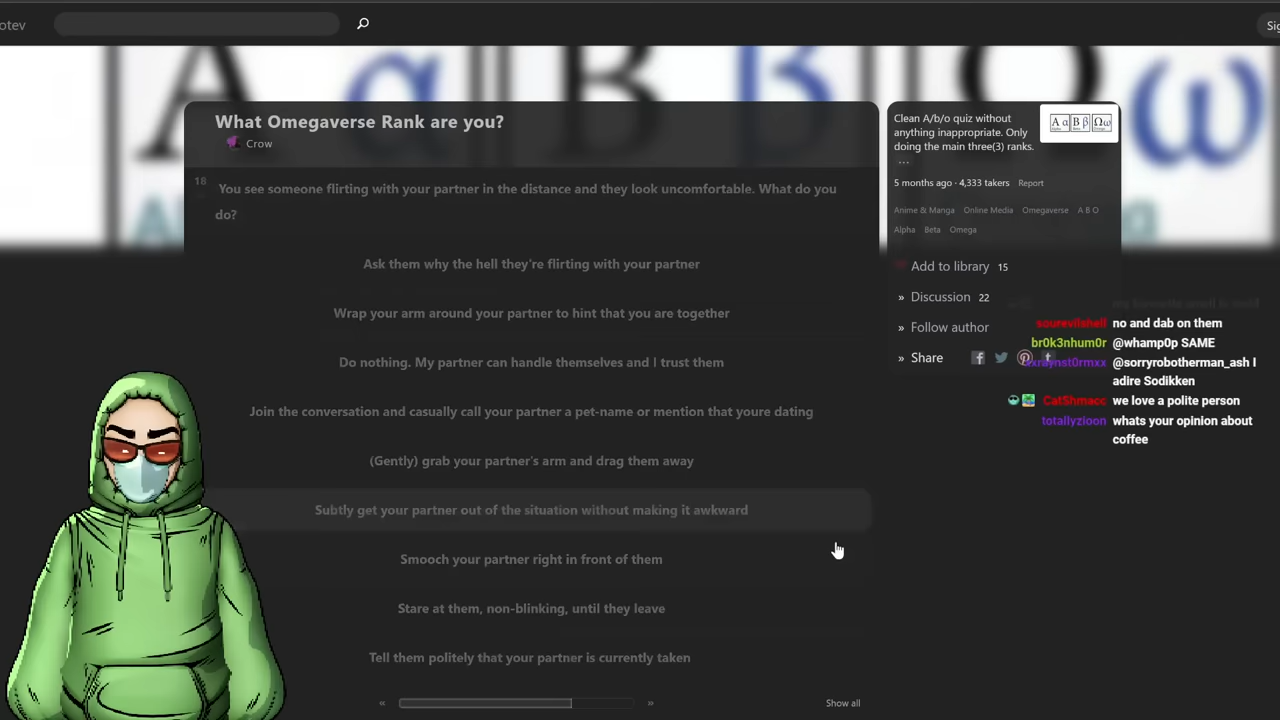 otev
Sig
A α B β Ω ω
What Omegaverse Rank are you?
Crow
18 You see someone flirting with your partner in the distance and they look uncomfortable. What do you
do?
Ask them why the hell they're flirting with your partner
Wrap your arm around your partner to hint that you are together
Do nothing. My partner can handle themselves and I trust them
Join the conversation and casually call your partner a pet-name or mention that youre dating
(Gently) grab your partner's arm and drag them away
Subtly get your partner out of the situation without making it awkward
Smooch your partner right in front of them
Stare at them, non-blinking, until they leave
Tell them politely that your partner is currently taken
« » Show all
Clean A/b/o quiz without
anything inappropriate. Only
doing the main three(3) ranks.
...
A α B β Ω ω
5 months ago · 4,333 takers Report
Anime & Manga Online Media Omegaverse A B O
Alpha Beta Omega
Add to library 15
» Discussion 22
» Follow author
» Share
no and dab on them
br0k3nhum0r @whamp0p SAME
@sorryrobotherman_ash I
adire Sodikken
CatShmacc we love a polite person
totallyzioon whats your opinion about
coffee